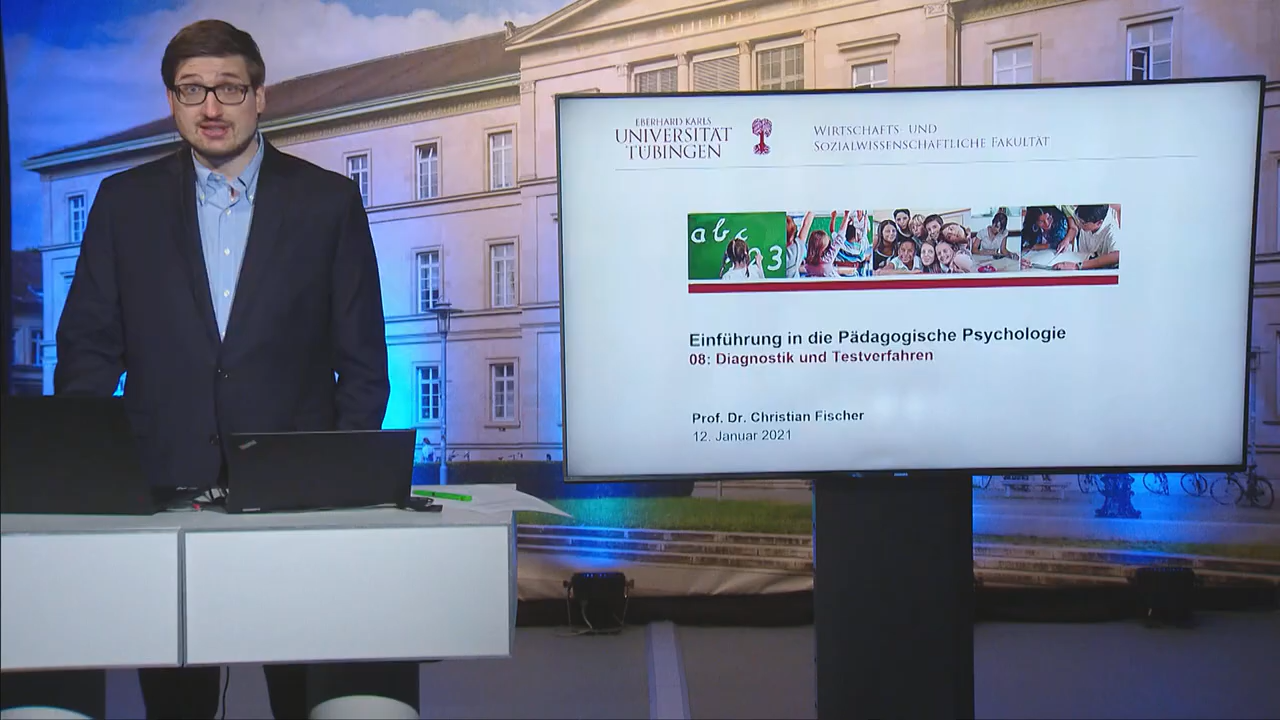 EBERHARD KARLS
UNIVERSITÄT
TÜBINGEN
WIRTSCHAFTS- UND
SOZIALWISSENSCHAFTLICHE FAKULTÄT
abc
3
Einführung in die Pädagogische Psychologie
08: Diagnostik und Testverfahren
Prof. Dr. Christian Fischer
12. Januar 2021